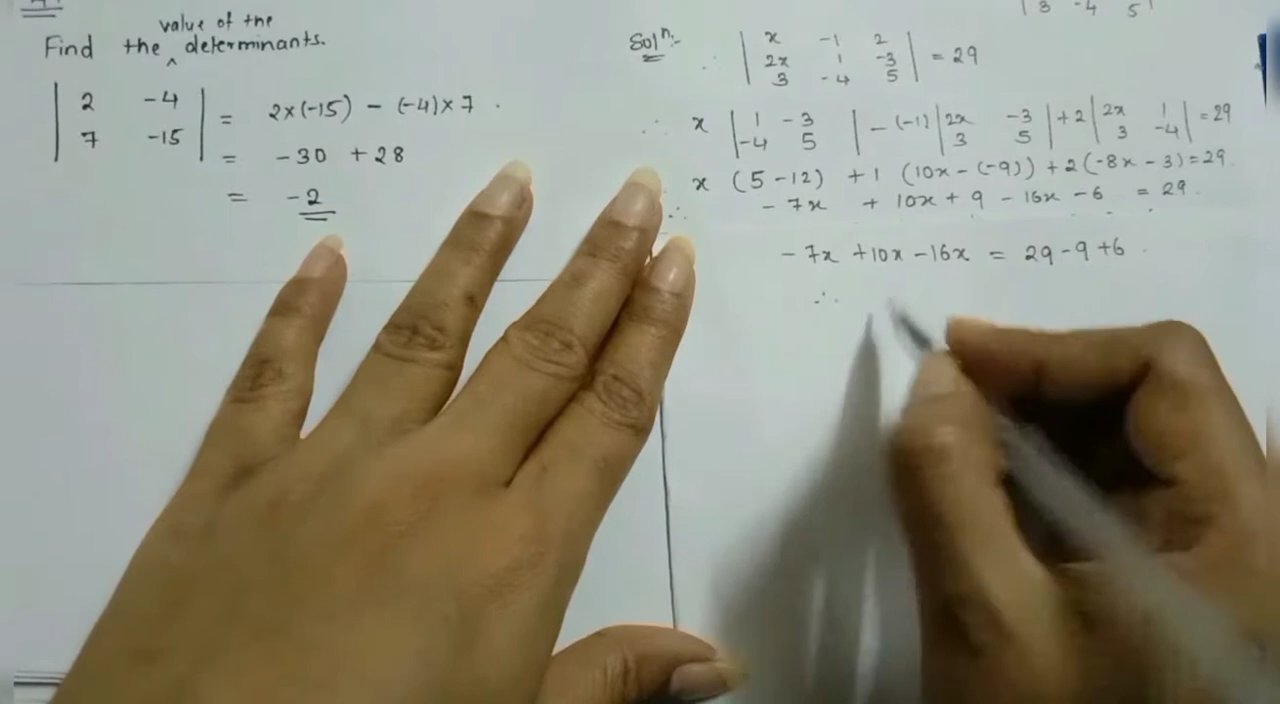 value of the
Find the ‸ determinants.
| 2 -4 |
| 7 -15 | = 2×(-15) - (-4)×7 .
= -30 + 28
= -2
| 3 -4 5 |
Solⁿ:-
∴ | x -1 2 |
| 2x 1 -3 | = 29
| 3 -4 5 |
∴ x | 1 -3 | - (-1) | 2x -3 | + 2 | 2x 1 | = 29
| -4 5 | | 3 5 | | 3 -4 |
x (5-12) + 1 (10x - (-9)) + 2(-8x - 3) = 29.
∴ - 7x + 10x + 9 - 16x - 6 = 29.
- 7x + 10x - 16x = 29 - 9 + 6 .
∴